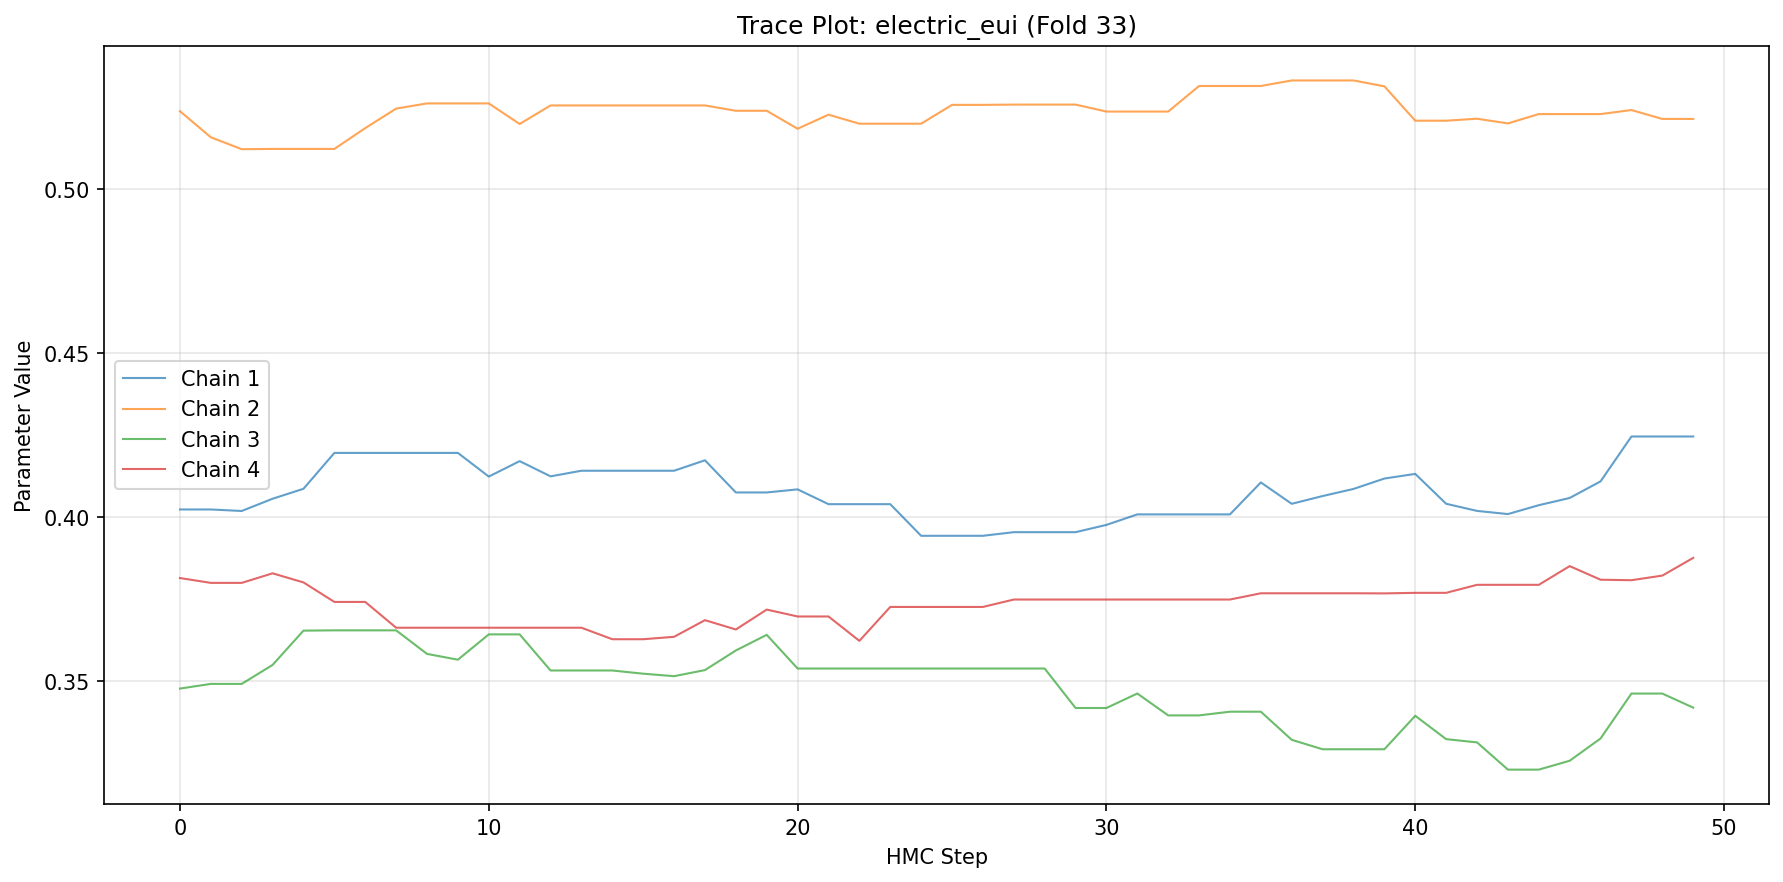 Trace Plot: electric_eui (Fold 33)
Parameter Value
0.50
0.45
0.40
0.35
Chain 1
Chain 2
Chain 3
Chain 4
0 10 20 30 40 50
HMC Step